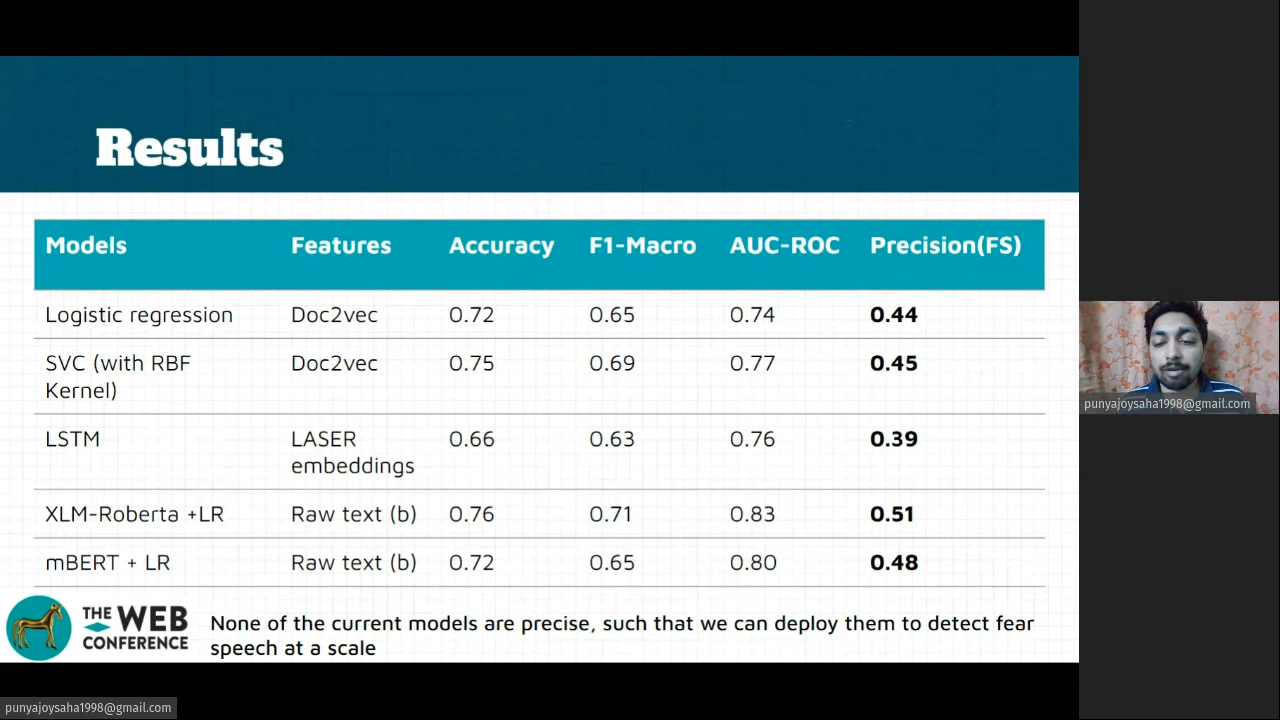 Results
Models Features Accuracy F1-Macro AUC-ROC Precision(FS)
Logistic regression Doc2vec 0.72 0.65 0.74 0.44
SVC (with RBF Doc2vec 0.75 0.69 0.77 0.45
Kernel)
LSTM LASER 0.66 0.63 0.76 0.39
embeddings
XLM-Roberta +LR Raw text (b) 0.76 0.71 0.83 0.51
mBERT + LR Raw text (b) 0.72 0.65 0.80 0.48
THE WEB
CONFERENCE
None of the current models are precise, such that we can deploy them to detect fear
speech at a scale
punyajoysaha1998@gmail.com
punyajoysaha1998@gmail.com